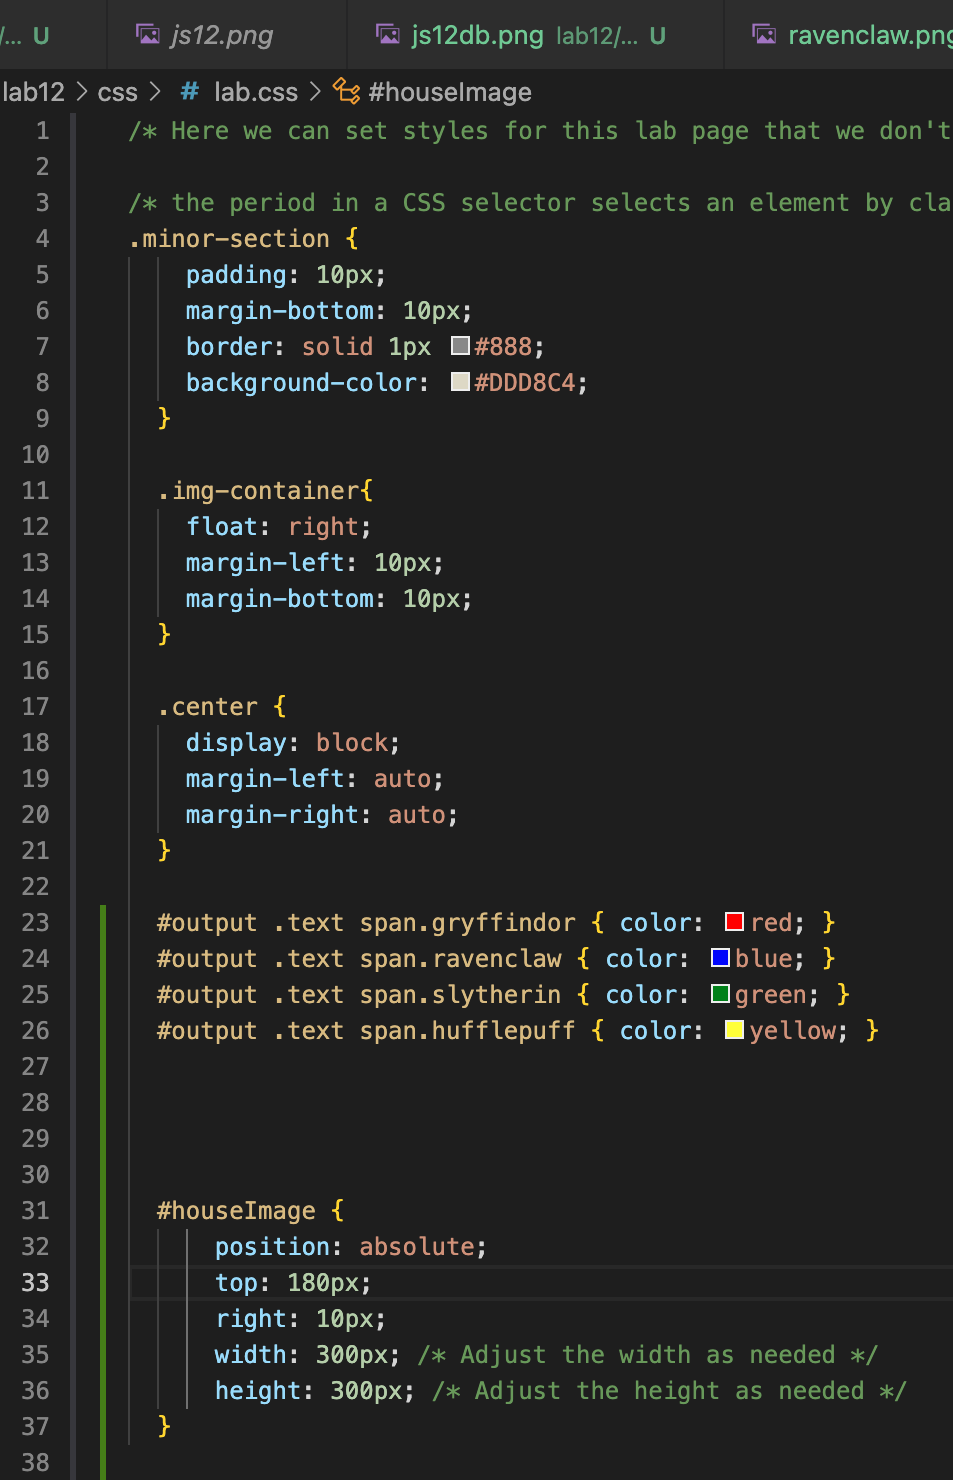 /... U js12.png js12db.png lab12/... U ravenclaw.png
lab12 > css > # lab.css > #houseImage
1 /* Here we can set styles for this lab page that we don't
2
3 /* the period in a CSS selector selects an element by cla
4 .minor-section {
5 padding: 10px;
6 margin-bottom: 10px;
7 border: solid 1px #888;
8 background-color: #DDD8C4;
9 }
10
11 .img-container{
12 float: right;
13 margin-left: 10px;
14 margin-bottom: 10px;
15 }
16
17 .center {
18 display: block;
19 margin-left: auto;
20 margin-right: auto;
21 }
22
23 #output .text span.gryffindor { color: red; }
24 #output .text span.ravenclaw { color: blue; }
25 #output .text span.slytherin { color: green; }
26 #output .text span.hufflepuff { color: yellow; }
27
28
29
30
31 #houseImage {
32 position: absolute;
33 top: 180px;
34 right: 10px;
35 width: 300px; /* Adjust the width as needed */
36 height: 300px; /* Adjust the height as needed */
37 }
38